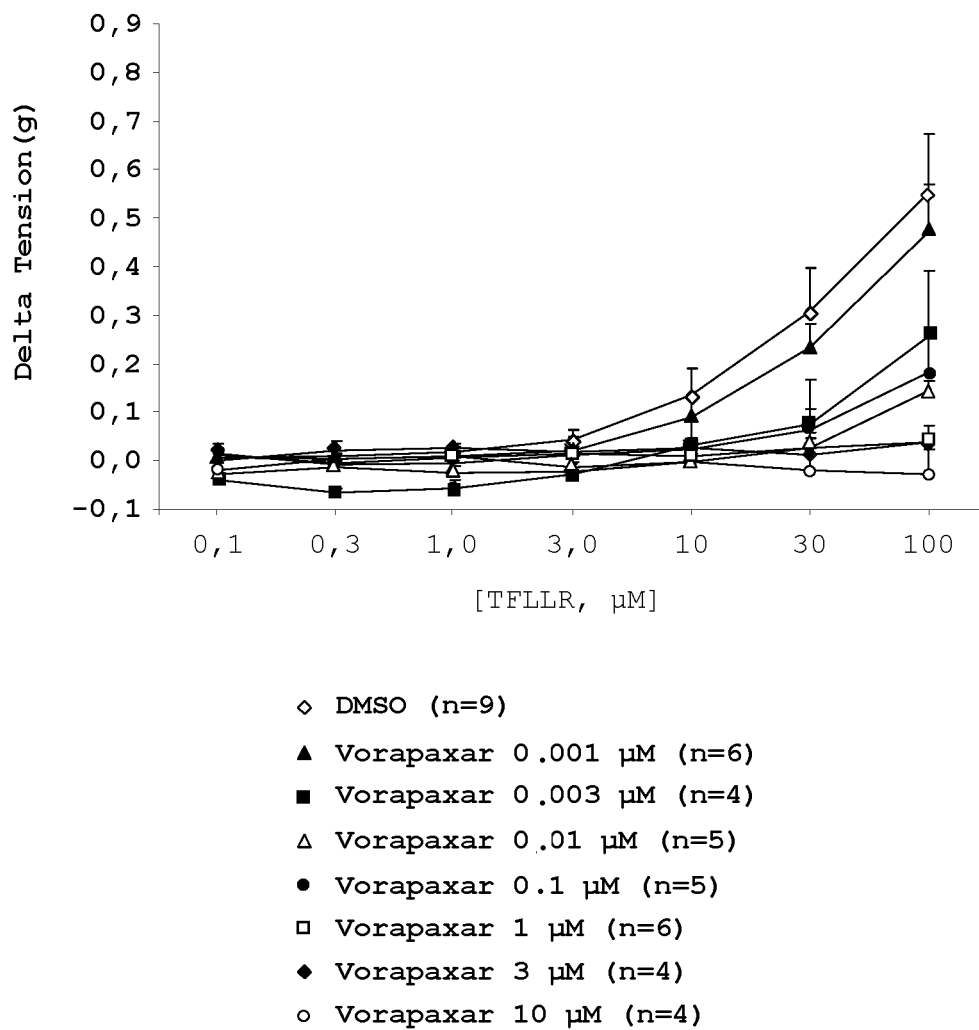 0,9
0,8
0,7
0,6
0,5
0,4
0,3
0,2
0,1
0,0
-0,1
Delta Tension(g)
0,1 0,3 1,0 3,0 10 30 100
[TFLLR, µM]
DMSO (n=9)
Vorapaxar 0.001 µM (n=6)
Vorapaxar 0.003 µM (n=4)
Vorapaxar 0.01 µM (n=5)
Vorapaxar 0.1 µM (n=5)
Vorapaxar 1 µM (n=6)
Vorapaxar 3 µM (n=4)
Vorapaxar 10 µM (n=4)